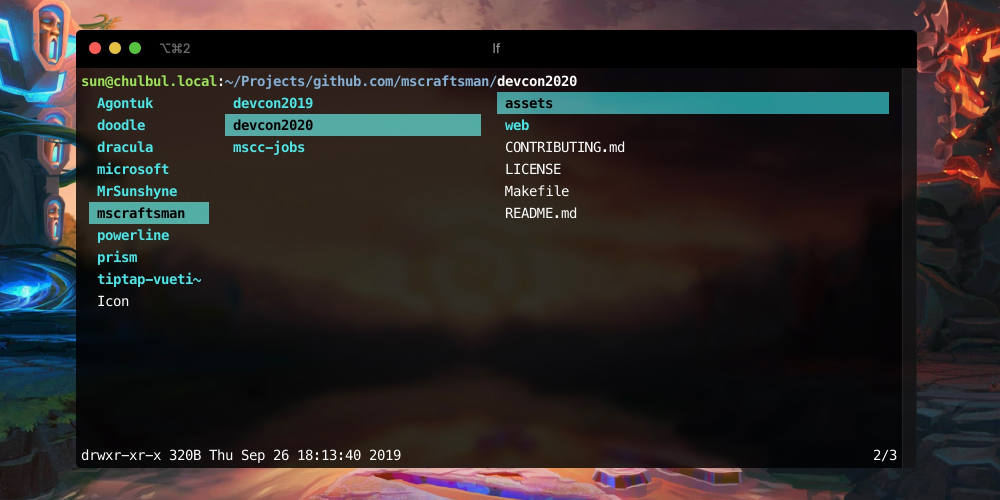 ⌥⌘2 lf
sun@chulbul.local:~/Projects/github.com/mscraftsman/devcon2020
Agontuk devcon2019 assets
doodle devcon2020 web
dracula mscc-jobs CONTRIBUTING.md
microsoft LICENSE
MrSunshyne Makefile
mscraftsman README.md
powerline
prism
tiptap-vueti~
Icon
drwxr-xr-x 320B Thu Sep 26 18:13:40 2019 2/3